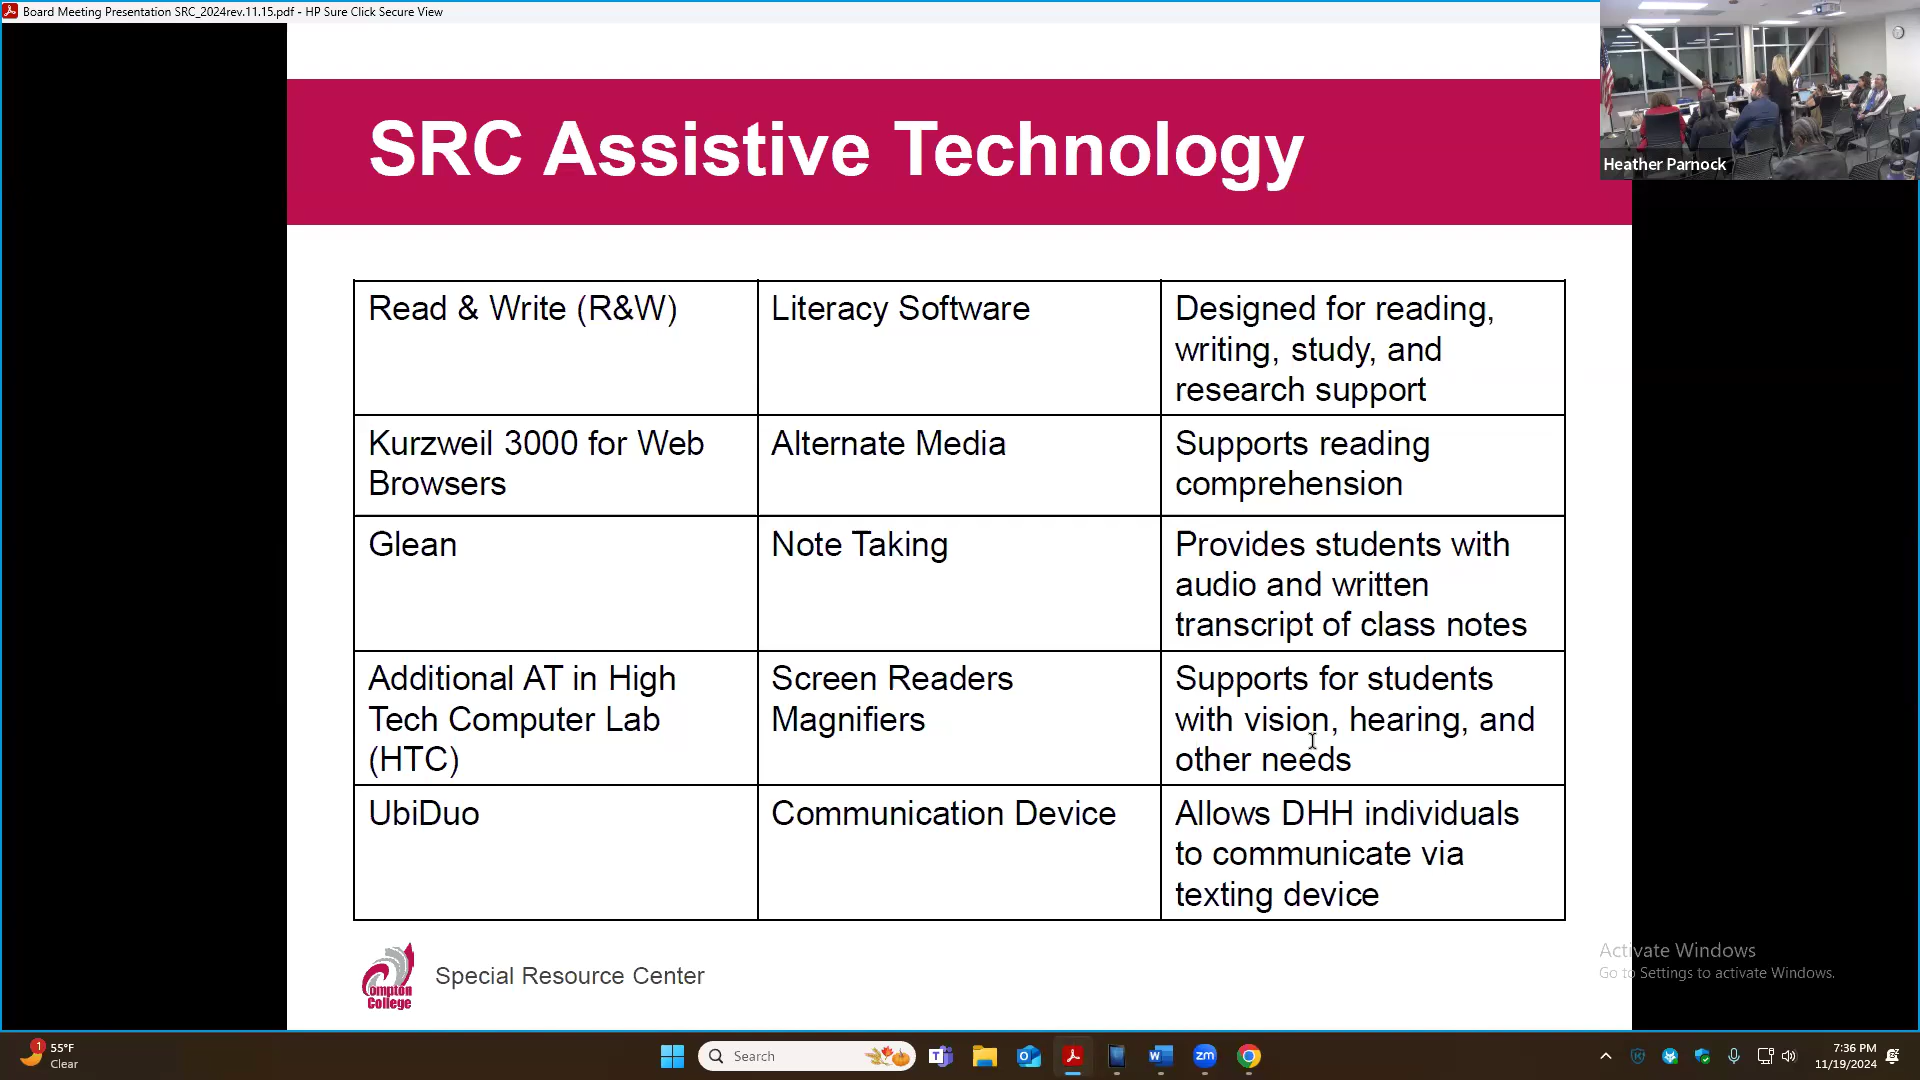 Board Meeting Presentation SRC_2024rev.11.15.pdf - HP Sure Click Secure View
Heather Parnock
SRC Assistive Technology
Read & Write (R&W)
Literacy Software
Designed for reading,
writing, study, and
research support
Kurzweil 3000 for Web
Browsers
Alternate Media
Supports reading
comprehension
Glean
Note Taking
Provides students with
audio and written
transcript of class notes
Additional AT in High
Tech Computer Lab
(HTC)
Screen Readers
Magnifiers
Supports for students
with vision, hearing, and
other needs
UbiDuo
Communication Device
Allows DHH individuals
to communicate via
texting device
Compton
College
Special Resource Center
Activate Windows
Go to Settings to activate Windows.
1
55°F
Clear
Search
zm
7:36 PM
11/19/2024